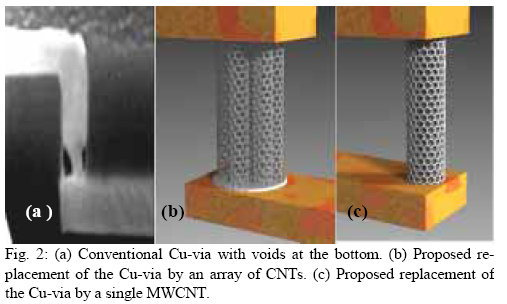 (a) (b) (c)
Fig. 2: (a) Conventional Cu-via with voids at the bottom. (b) Proposed re-
placement of the Cu-via by an array of CNTs. (c) Proposed replacement of
the Cu-via by a single MWCNT.